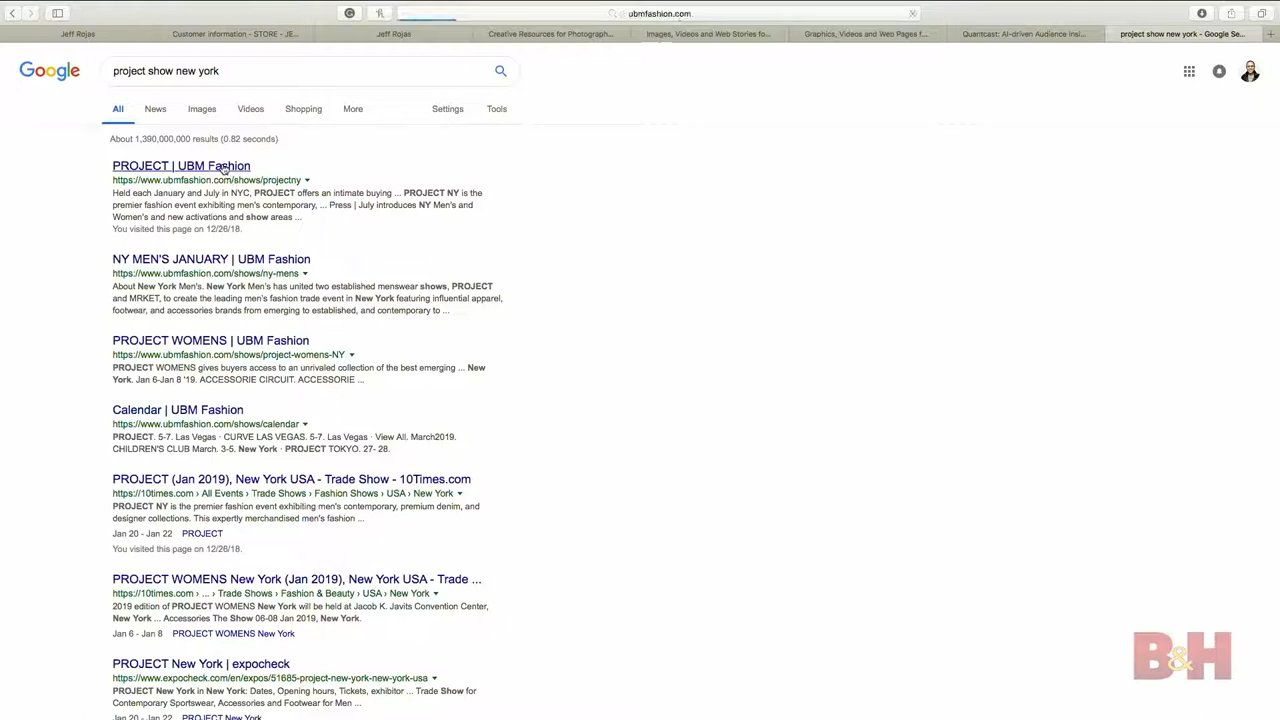 ubmfashion.com
Jeff Rojas
Customer information - STORE - JE...
Jeff Rojas
Creative Resources for Photograph...
Images, Videos and Web Stories fo...
Graphics, Videos and Web Pages f...
Quantcast: AI-driven Audience Insi...
project show new york - Google Se...
Google
project show new york
All
News
Images
Videos
Shopping
More
Settings
Tools
About 1,390,000,000 results (0.82 seconds)
PROJECT | UBM Fashion
https://www.ubmfashion.com/shows/projectny
Held each January and July in NYC, PROJECT offers an intimate buying ... PROJECT NY is the
premier fashion event exhibiting men's contemporary, ... Press | July introduces NY Men's and
Women's and new activations and show areas ...
You visited this page on 12/26/18.
NY MEN'S JANUARY | UBM Fashion
https://www.ubmfashion.com/shows/ny-mens
About New York Men's. New York Men's has united two established menswear shows, PROJECT
and MRKET, to create the leading men's fashion trade event in New York featuring influential apparel,
footwear, and accessories brands from emerging to established, and contemporary to ...
PROJECT WOMENS | UBM Fashion
https://www.ubmfashion.com/shows/project-womens-NY
PROJECT WOMENS gives buyers access to an unrivaled collection of the best emerging ... New
York. Jan 6-Jan 8 '19. ACCESSORIE CIRCUIT. ACCESSORIE ...
Calendar | UBM Fashion
https://www.ubmfashion.com/shows/calendar
PROJECT. 5-7. Las Vegas · CURVE LAS VEGAS. 5-7. Las Vegas · View All. March2019.
CHILDREN'S CLUB March. 3-5. New York · PROJECT TOKYO. 27- 28.
PROJECT (Jan 2019), New York USA - Trade Show - 10Times.com
https://10times.com › All Events › Trade Shows › Fashion Shows › USA › New York
PROJECT NY is the premier fashion event exhibiting men's contemporary, premium denim, and
designer collections. This expertly merchandised men's fashion ...
Jan 20 - Jan 22 PROJECT
You visited this page on 12/26/18.
PROJECT WOMENS New York (Jan 2019), New York USA - Trade ...
https://10times.com › ... › Trade Shows › Fashion & Beauty › USA › New York
2019 edition of PROJECT WOMENS New York will be held at Jacob K. Javits Convention Center,
New York ... Accessories The Show 06-08 Jan 2019, New York.
Jan 6 - Jan 8 PROJECT WOMENS New York
PROJECT New York | expocheck
https://www.expocheck.com/en/expos/51685-project-new-york-new-york-usa
PROJECT New York in New York: Dates, Opening hours, Tickets, exhibitor ... Trade Show for
Contemporary Sportswear, Accessories and Footwear for Men ...
Jan 20 - Jan 22 PROJECT New York
B&H